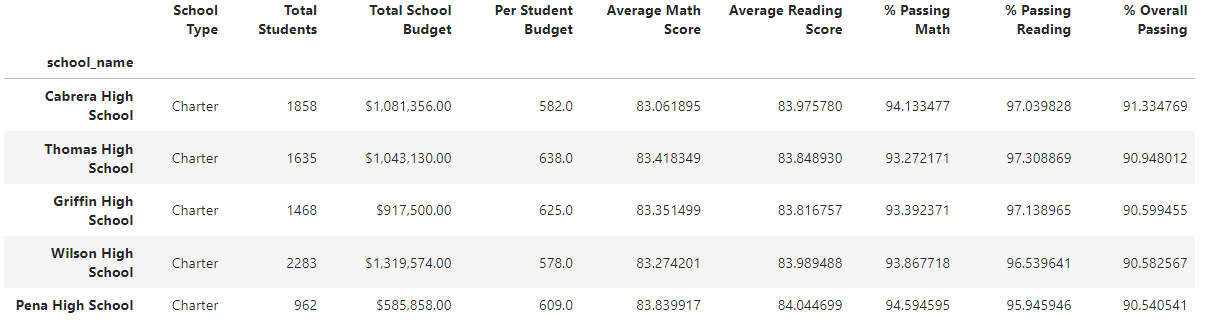 School Type Total Students Total School Budget Per Student Budget Average Math Score Average Reading Score % Passing Math % Passing Reading % Overall Passing
school_name
Cabrera High School Charter 1858 $1,081,356.00 582.0 83.061895 83.975780 94.133477 97.039828 91.334769
Thomas High School Charter 1635 $1,043,130.00 638.0 83.418349 83.848930 93.272171 97.308869 90.948012
Griffin High School Charter 1468 $917,500.00 625.0 83.351499 83.816757 93.392371 97.138965 90.599455
Wilson High School Charter 2283 $1,319,574.00 578.0 83.274201 83.989488 93.867718 96.539641 90.582567
Pena High School Charter 962 $585,858.00 609.0 83.839917 84.044699 94.594595 95.945946 90.540541